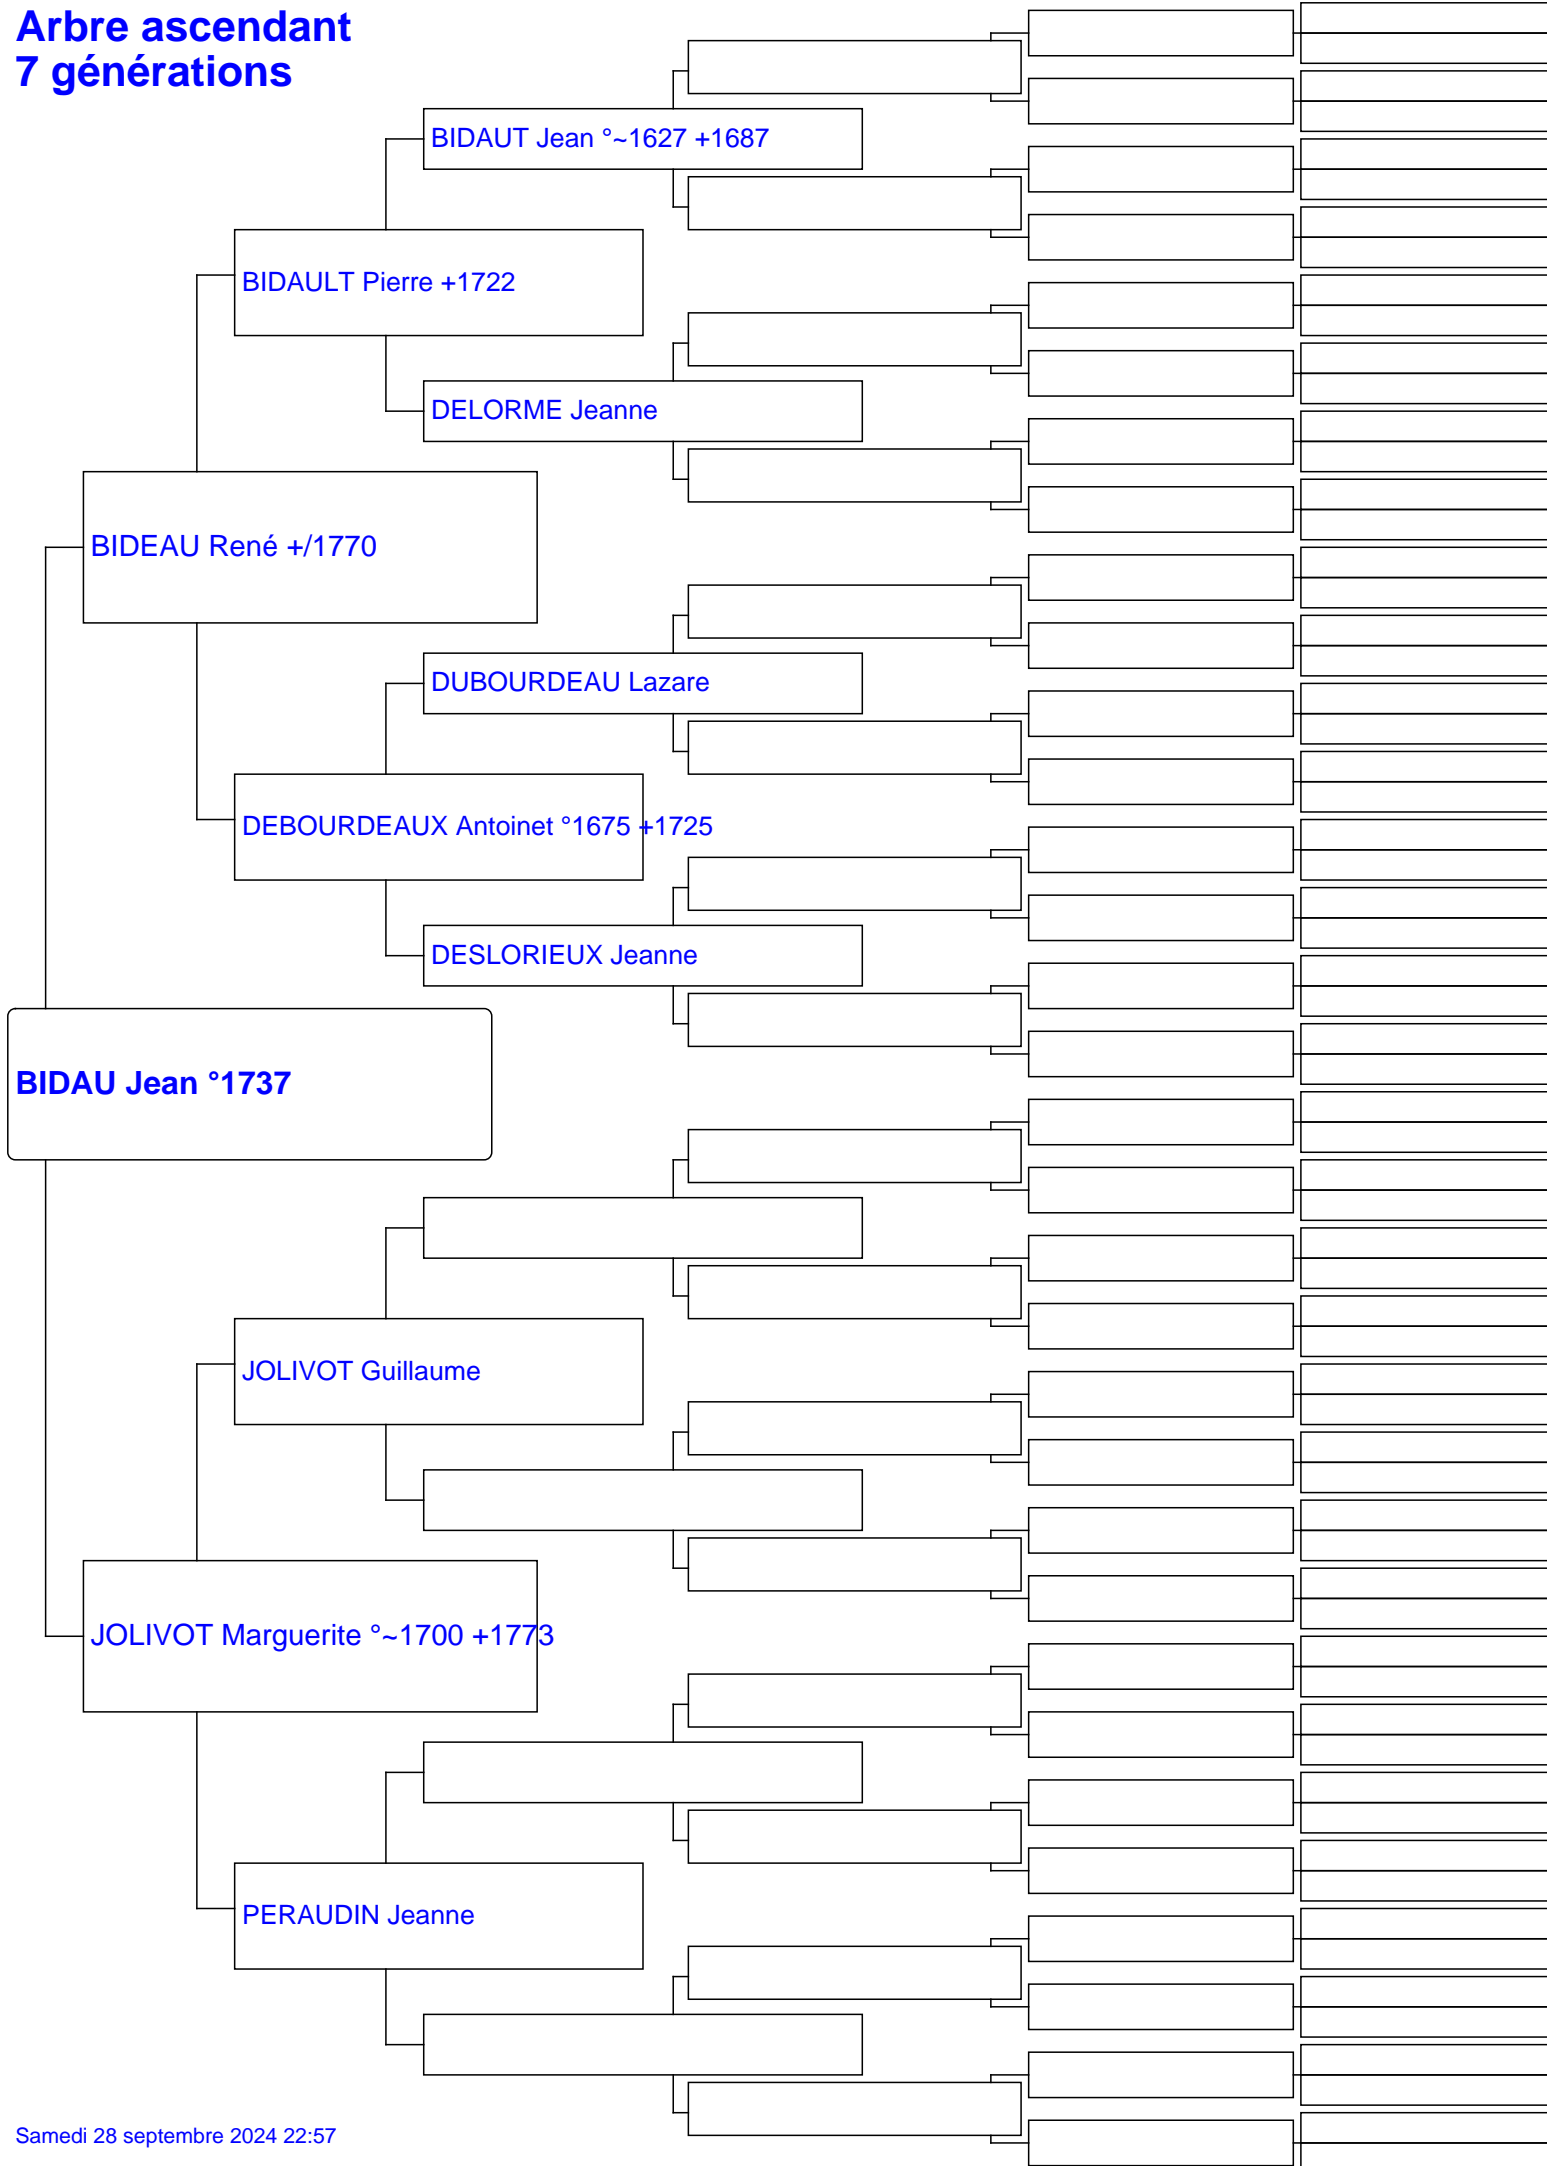 Arbre ascendant
7 générations
BIDAUT Jean °~1627 +1687
BIDAULT Pierre +1722
DELORME Jeanne
BIDEAU René +/1770
DUBOURDEAU Lazare
DEBOURDEAUX Antoinet °1675 +1725
DESLORIEUX Jeanne
BIDAU Jean °1737
JOLIVOT Guillaume
JOLIVOT Marguerite °~1700 +1773
PERAUDIN Jeanne
Samedi 28 septembre 2024 22:57